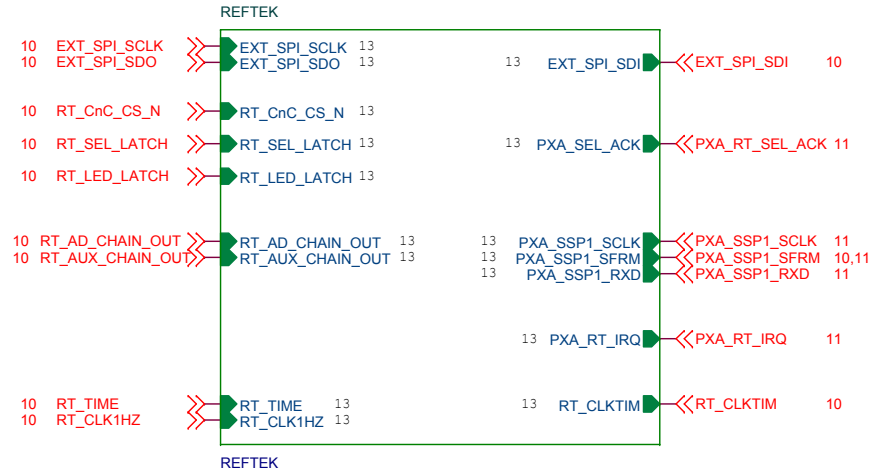 REFTEK
10 EXT_SPI_SCLK EXT_SPI_SCLK 13
10 EXT_SPI_SDO EXT_SPI_SDO 13 13 EXT_SPI_SDI EXT_SPI_SDI 10
10 RT_CnC_CS_N RT_CnC_CS_N 13
10 RT_SEL_LATCH RT_SEL_LATCH 13 13 PXA_SEL_ACK PXA_RT_SEL_ACK 11
10 RT_LED_LATCH RT_LED_LATCH 13
10 RT_AD_CHAIN_OUT RT_AD_CHAIN_OUT 13 13 PXA_SSP1_SCLK PXA_SSP1_SCLK 11
10 RT_AUX_CHAIN_OUT RT_AUX_CHAIN_OUT 13 13 PXA_SSP1_SFRM PXA_SSP1_SFRM 10,11
13 PXA_SSP1_RXD PXA_SSP1_RXD 11
13 PXA_RT_IRQ PXA_RT_IRQ 11
10 RT_TIME RT_TIME 13 13 RT_CLKTIM RT_CLKTIM 10
10 RT_CLK1HZ RT_CLK1HZ 13
REFTEK